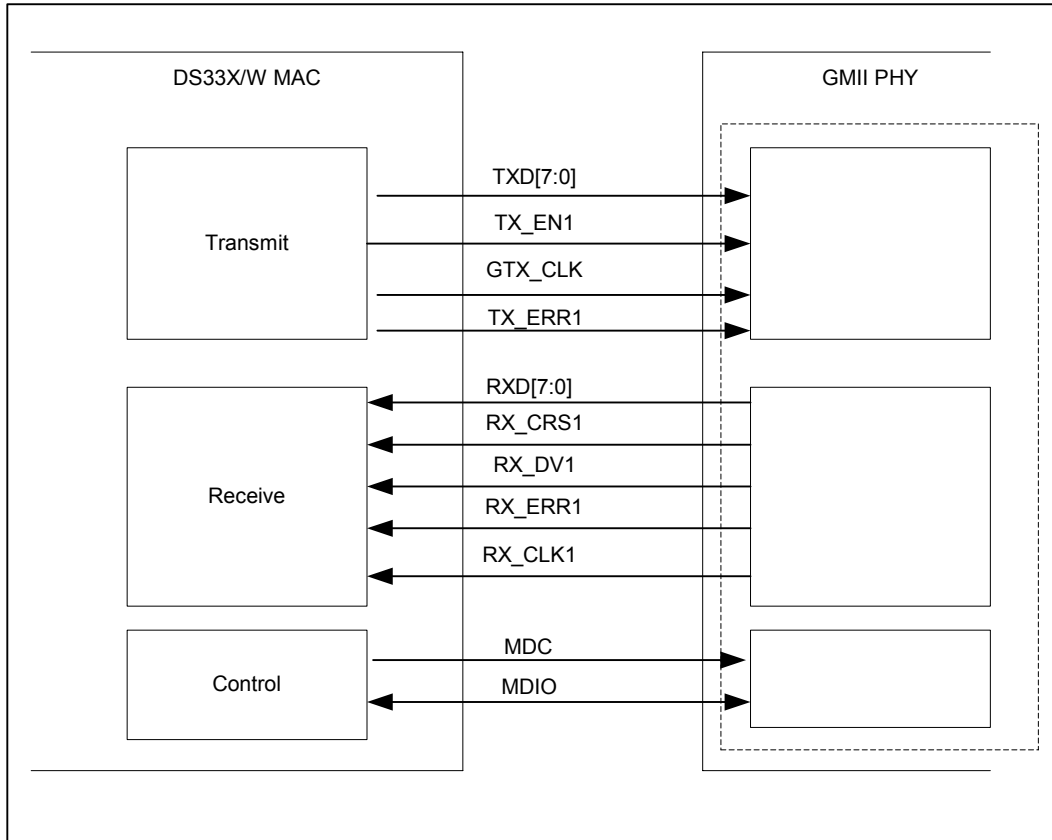 DS33X/W MAC
GMII PHY
TXD[7:0]
TX_EN1
Transmit
GTX_CLK
TX_ERR1
RXD[7:0]
RX_CRS1
RX_DV1
Receive
RX_ERR1
RX_CLK1
MDC
Control
MDIO